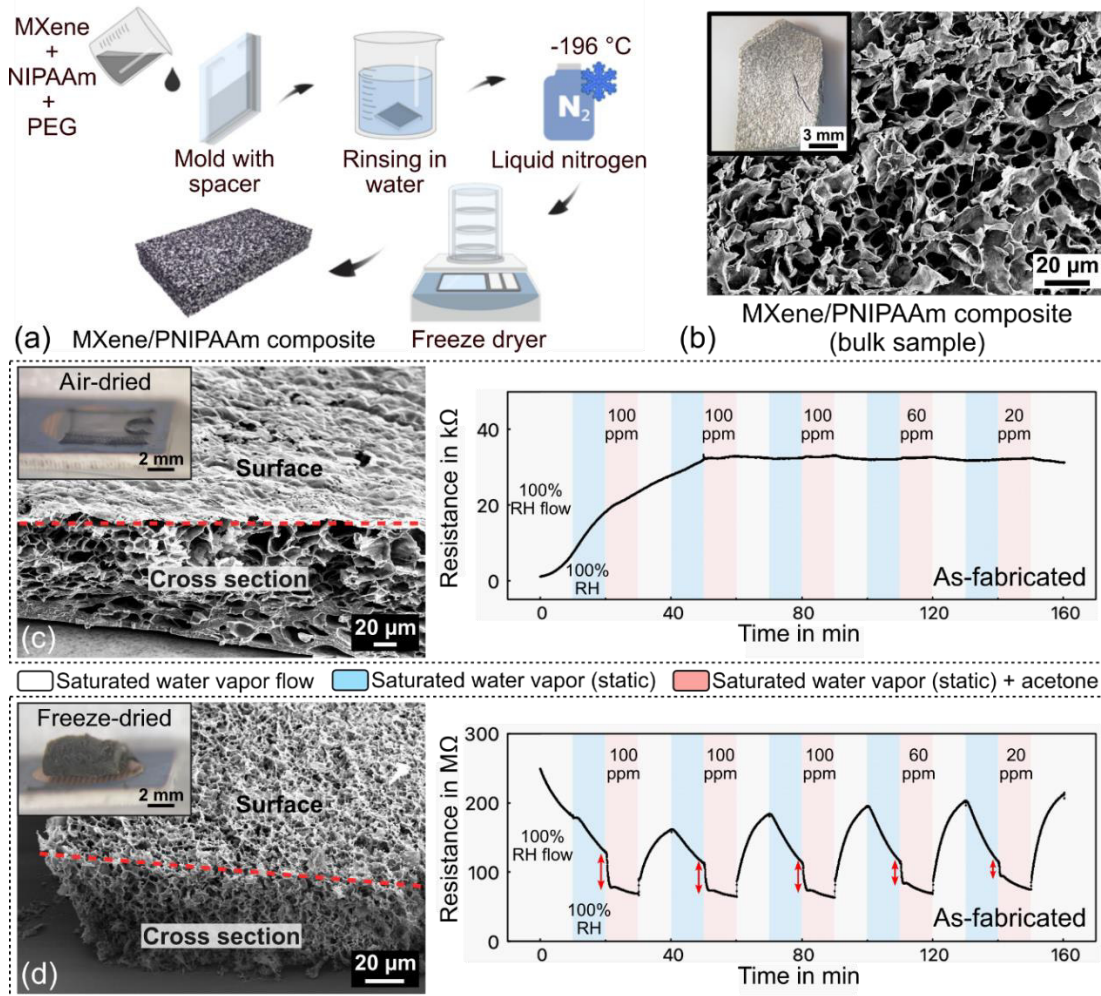 MXene
+
NIPAAm
+
PEG
Mold with
spacer
Rinsing in
water
-196 °C
N2
Liquid nitrogen
Freeze dryer
MXene/PNIPAAm composite
(a)
3 mm
20 µm
(b)
MXene/PNIPAAm composite
(bulk sample)
Air-dried
2 mm
Surface
Cross section
20 µm
(c)
Resistance in kΩ
40
20
0
100%
RH flow
100%
RH
100
ppm
100
ppm
100
ppm
60
ppm
20
ppm
As-fabricated
0
40
80
120
160
Time in min
Saturated water vapor flow
Saturated water vapor (static)
Saturated water vapor (static) + acetone
Freeze-dried
2 mm
Surface
Cross section
20 µm
(d)
Resistance in MΩ
300
200
100
0
100%
RH flow
100%
RH
100
ppm
100
ppm
100
ppm
60
ppm
20
ppm
As-fabricated
0
40
80
120
160
Time in min